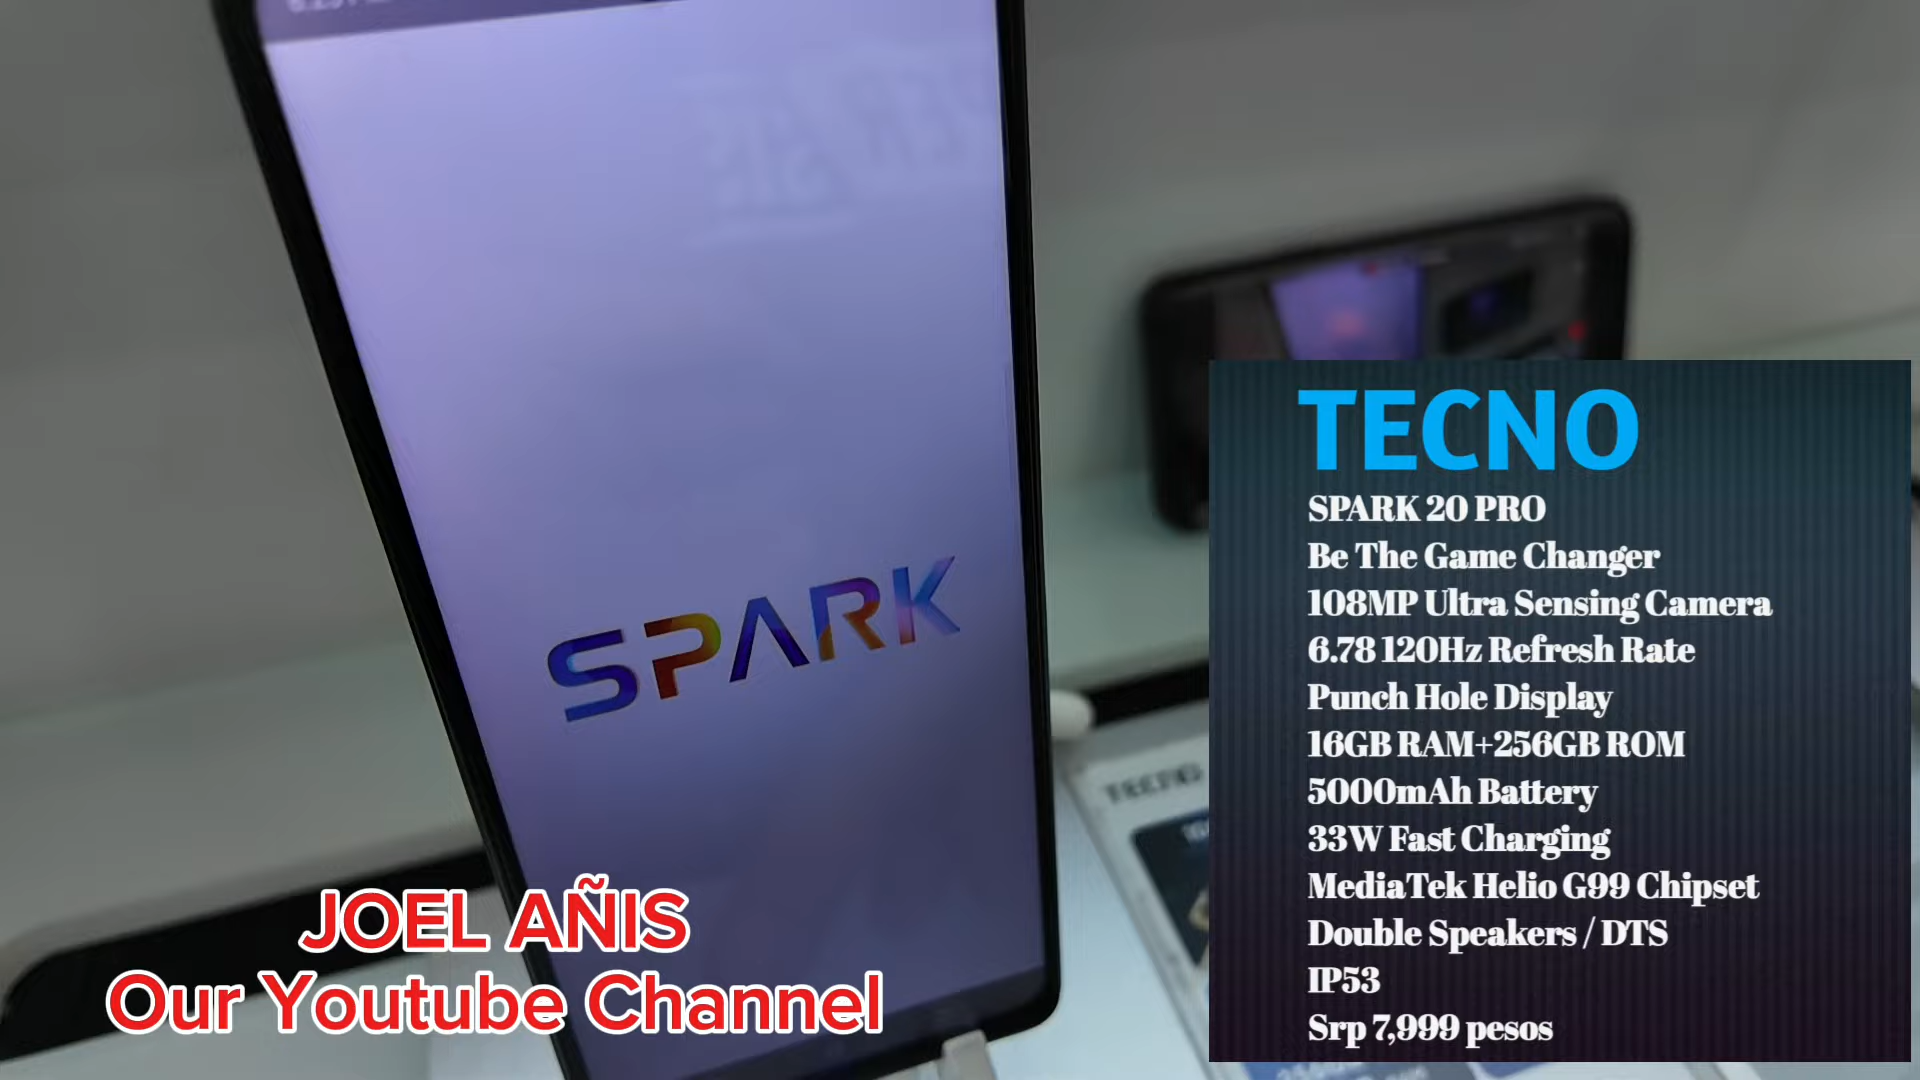 SPARK
TECNO
SPARK 20 PRO
Be The Game Changer
108MP Ultra Sensing Camera
6.78 120Hz Refresh Rate
Punch Hole Display
16GB RAM+256GB ROM
5000mAh Battery
33W Fast Charging
MediaTek Helio G99 Chipset
Double Speakers / DTS
IP53
Srp 7,999 pesos
TECNO
JOEL AÑIS
Our Youtube Channel